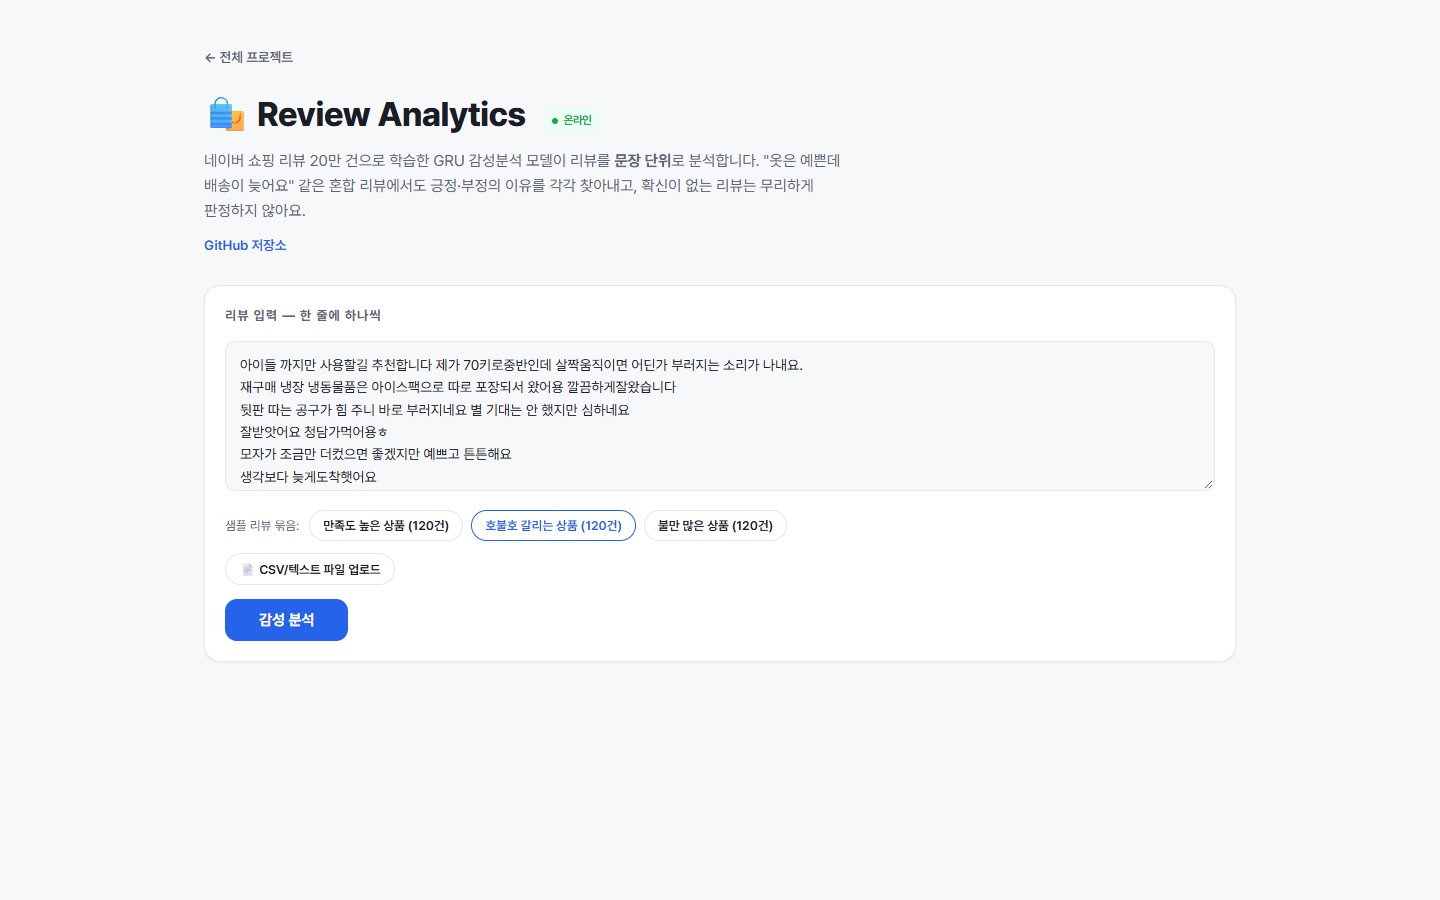 ← 전체 프로젝트
Review Analytics
온라인
네이버 쇼핑 리뷰 20만 건으로 학습한 GRU 감성분석 모델이 리뷰를 문장 단위로 분석합니다. "옷은 예쁜데
배송이 늦어요" 같은 혼합 리뷰에서도 긍정·부정의 이유를 각각 찾아내고, 확신이 없는 리뷰는 무리하게
판정하지 않아요.
GitHub 저장소
리뷰 입력 — 한 줄에 하나씩
아이들 까지만 사용할길 추천합니다 제가 70키로중반인데 살짝움직이면 어딘가 부러지는 소리가 나내요.
재구매 냉장 냉동물품은 아이스팩으로 따로 포장되서 왔어용 깔끔하게잘왔습니다
뒷판 따는 공구가 힘 주니 바로 부러지네요 별 기대는 안 했지만 심하네요
잘받앗어요 청담가먹어용ㅎ
모자가 조금만 더컸으면 좋겠지만 예쁘고 튼튼해요
생각보다 늦게도착햇어요
샘플 리뷰 묶음: 만족도 높은 상품 (120건) 호불호 갈리는 상품 (120건) 불만 많은 상품 (120건)
CSV/텍스트 파일 업로드
감성 분석